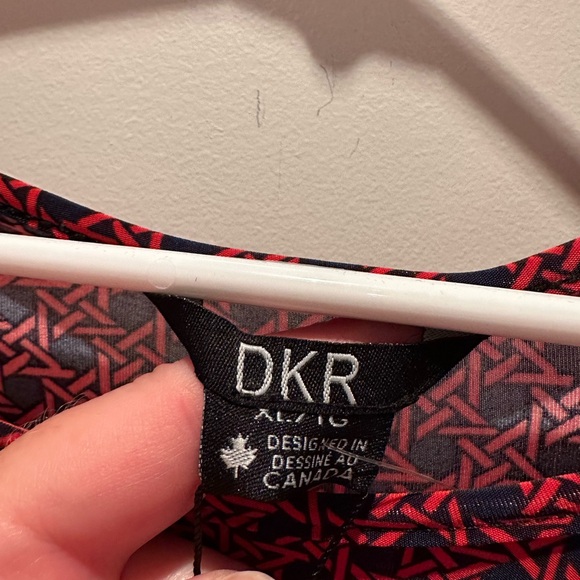 DKR
XL/TG
DESIGNED IN
DESSINÉ AU
CANADA